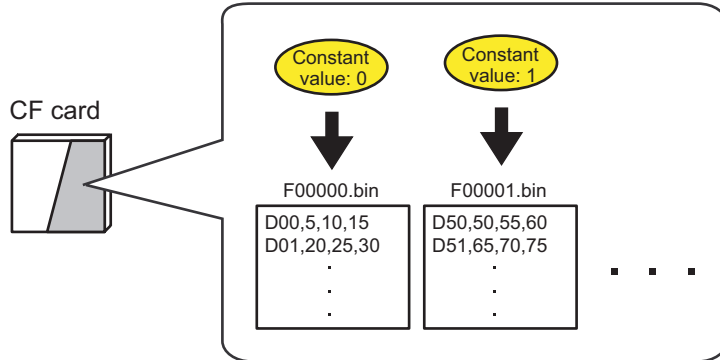 Constant
value: 0
Constant
value: 1
CF card
F00000.bin
F00001.bin
D00,5,10,15
D01,20,25,30
.
.
.
D50,50,55,60
D51,65,70,75
.
.
.
. . .